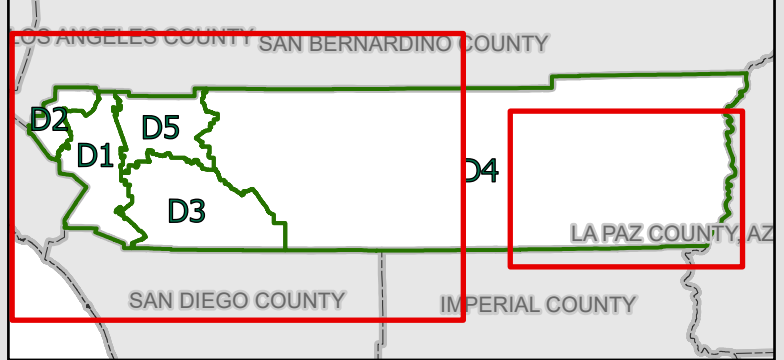 LOS ANGELES COUNTY
SAN BERNARDINO COUNTY
D2
D5
D1
D4
D3
LA PAZ COUNTY, AZ
SAN DIEGO COUNTY
IMPERIAL COUNTY